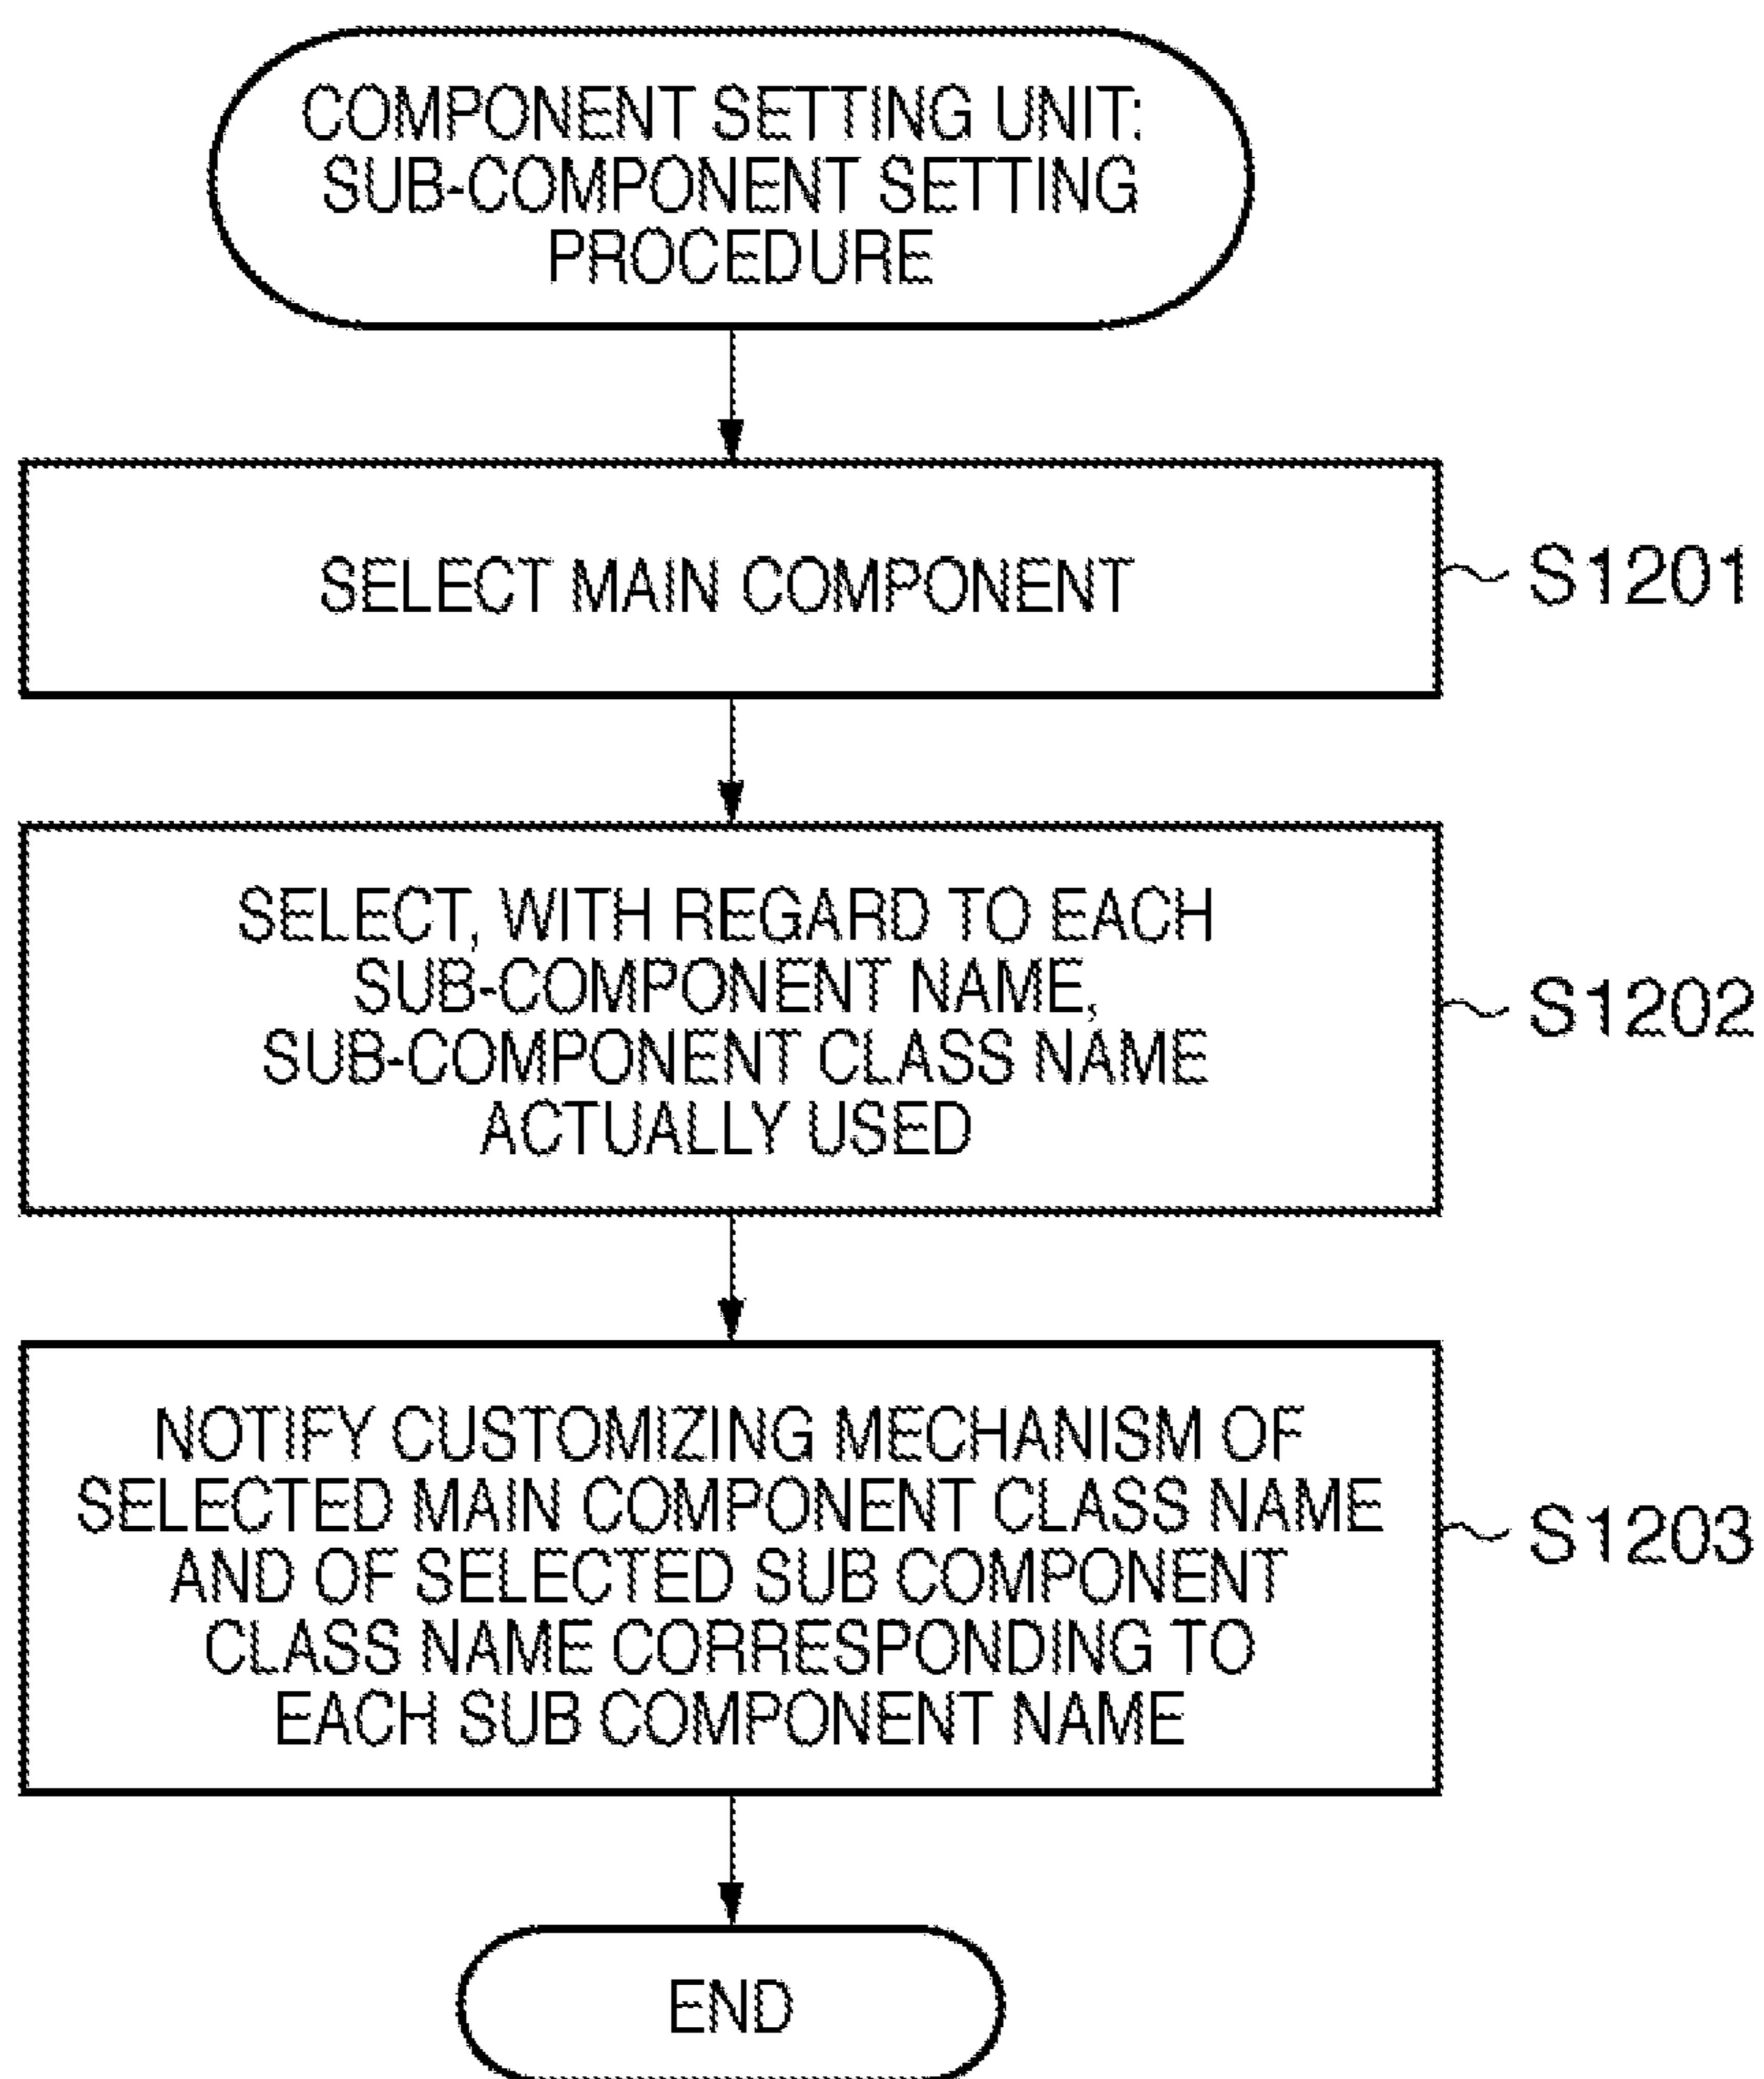 COMPONENT SETTING UNIT:
SUB-COMPONENT SETTING
PROCEDURE
SELECT MAIN COMPONENT
S1201
SELECT, WITH REGARD TO EACH
SUB-COMPONENT NAME,
SUB-COMPONENT CLASS NAME
ACTUALLY USED
S1202
NOTIFY CUSTOMIZING MECHANISM OF
SELECTED MAIN COMPONENT CLASS NAME
AND OF SELECTED SUB COMPONENT
CLASS NAME CORRESPONDING TO
EACH SUB COMPONENT NAME
S1203
END